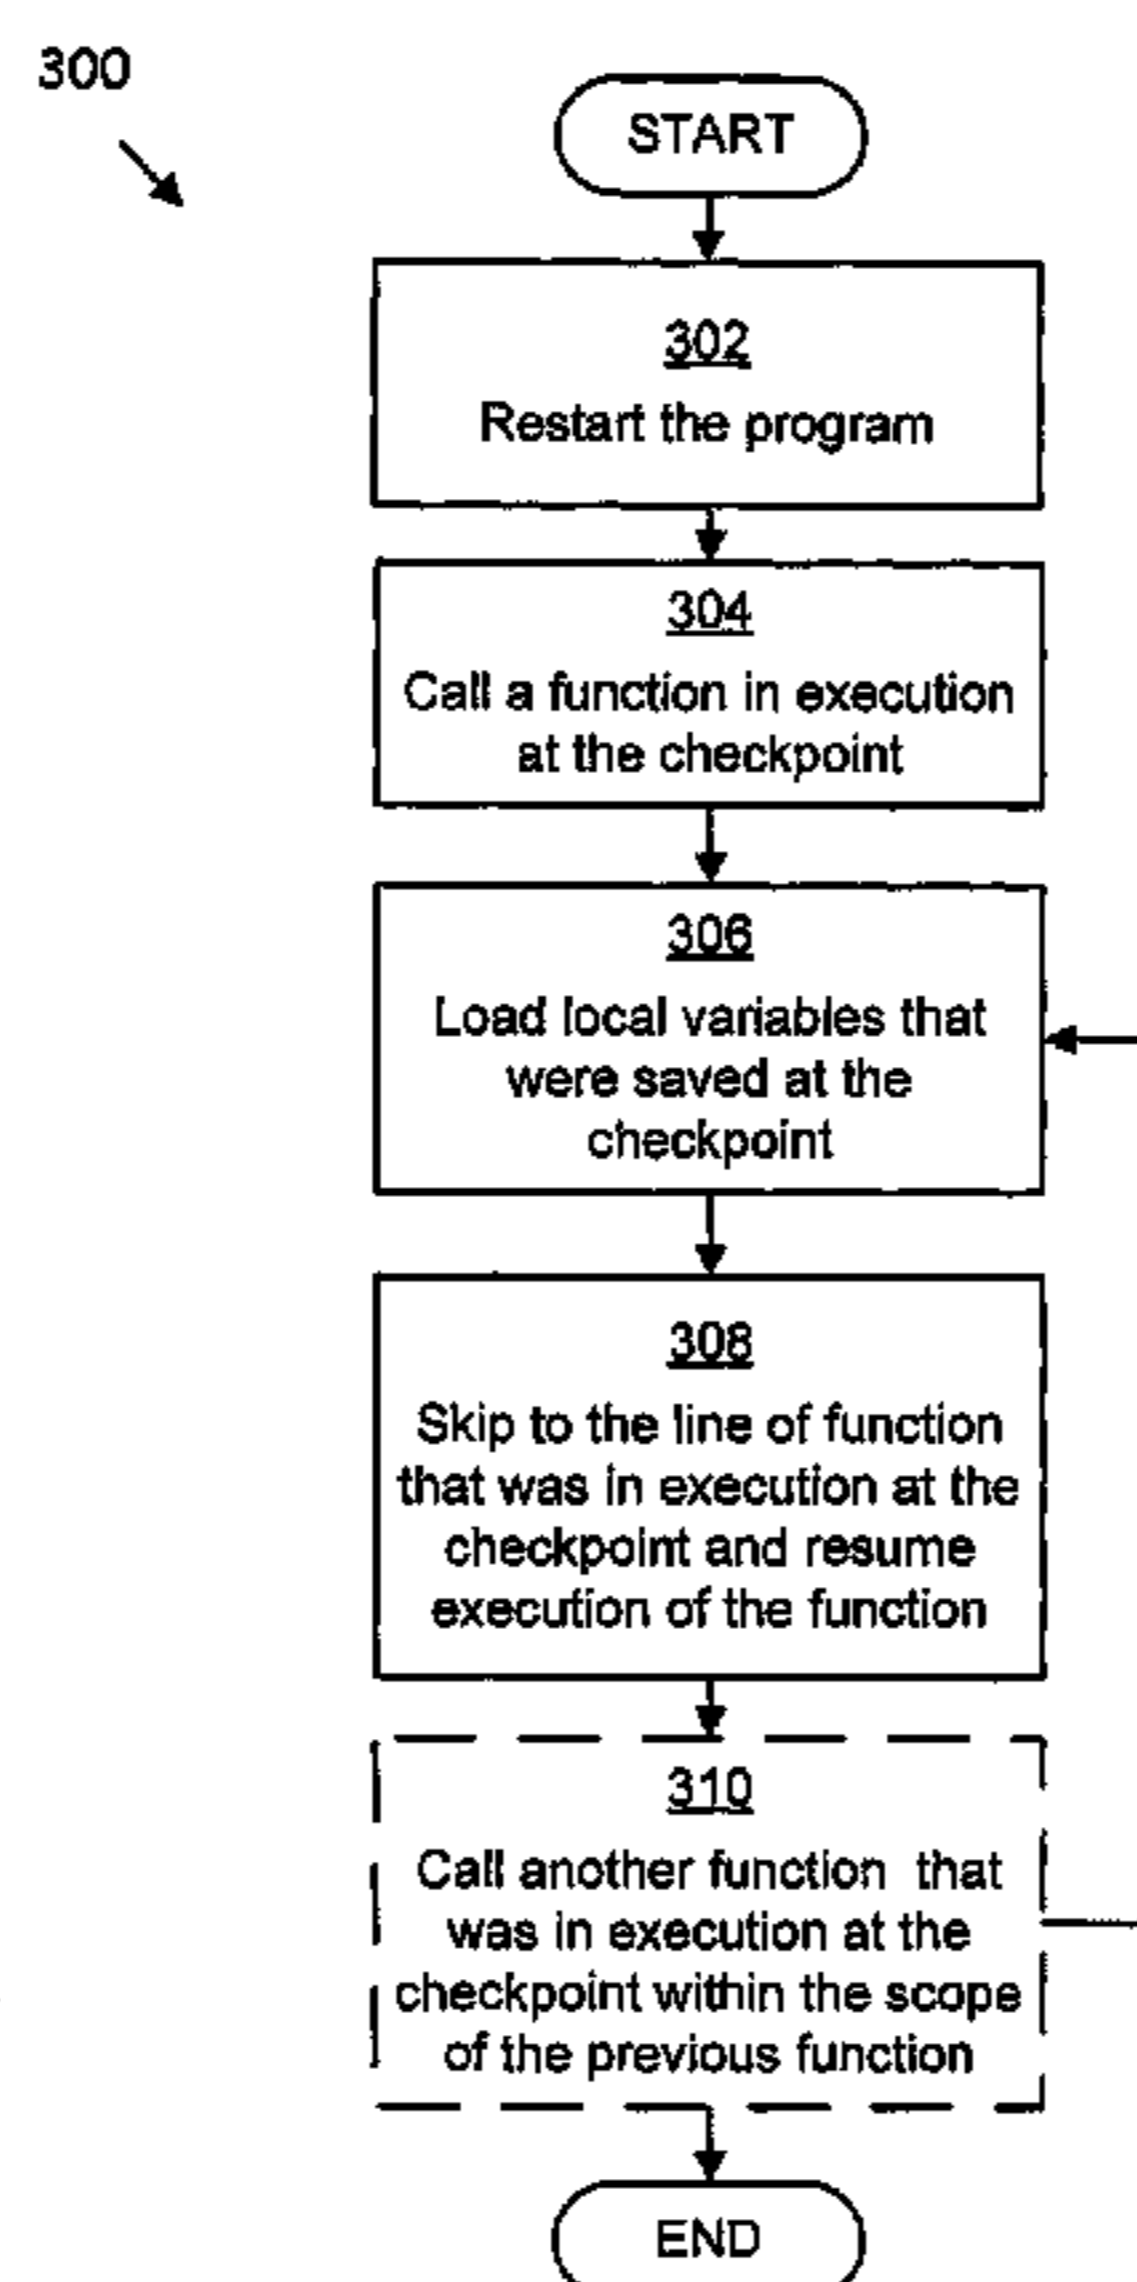 300
START
302
Restart the program
304
Call a function in execution
at the checkpoint
306
Load local variables that
were saved at the
checkpoint
308
Skip to the line of function
that was in execution at the
checkpoint and resume
execution of the function
310
Call another function that
was in execution at the
checkpoint within the scope
of the previous function
END